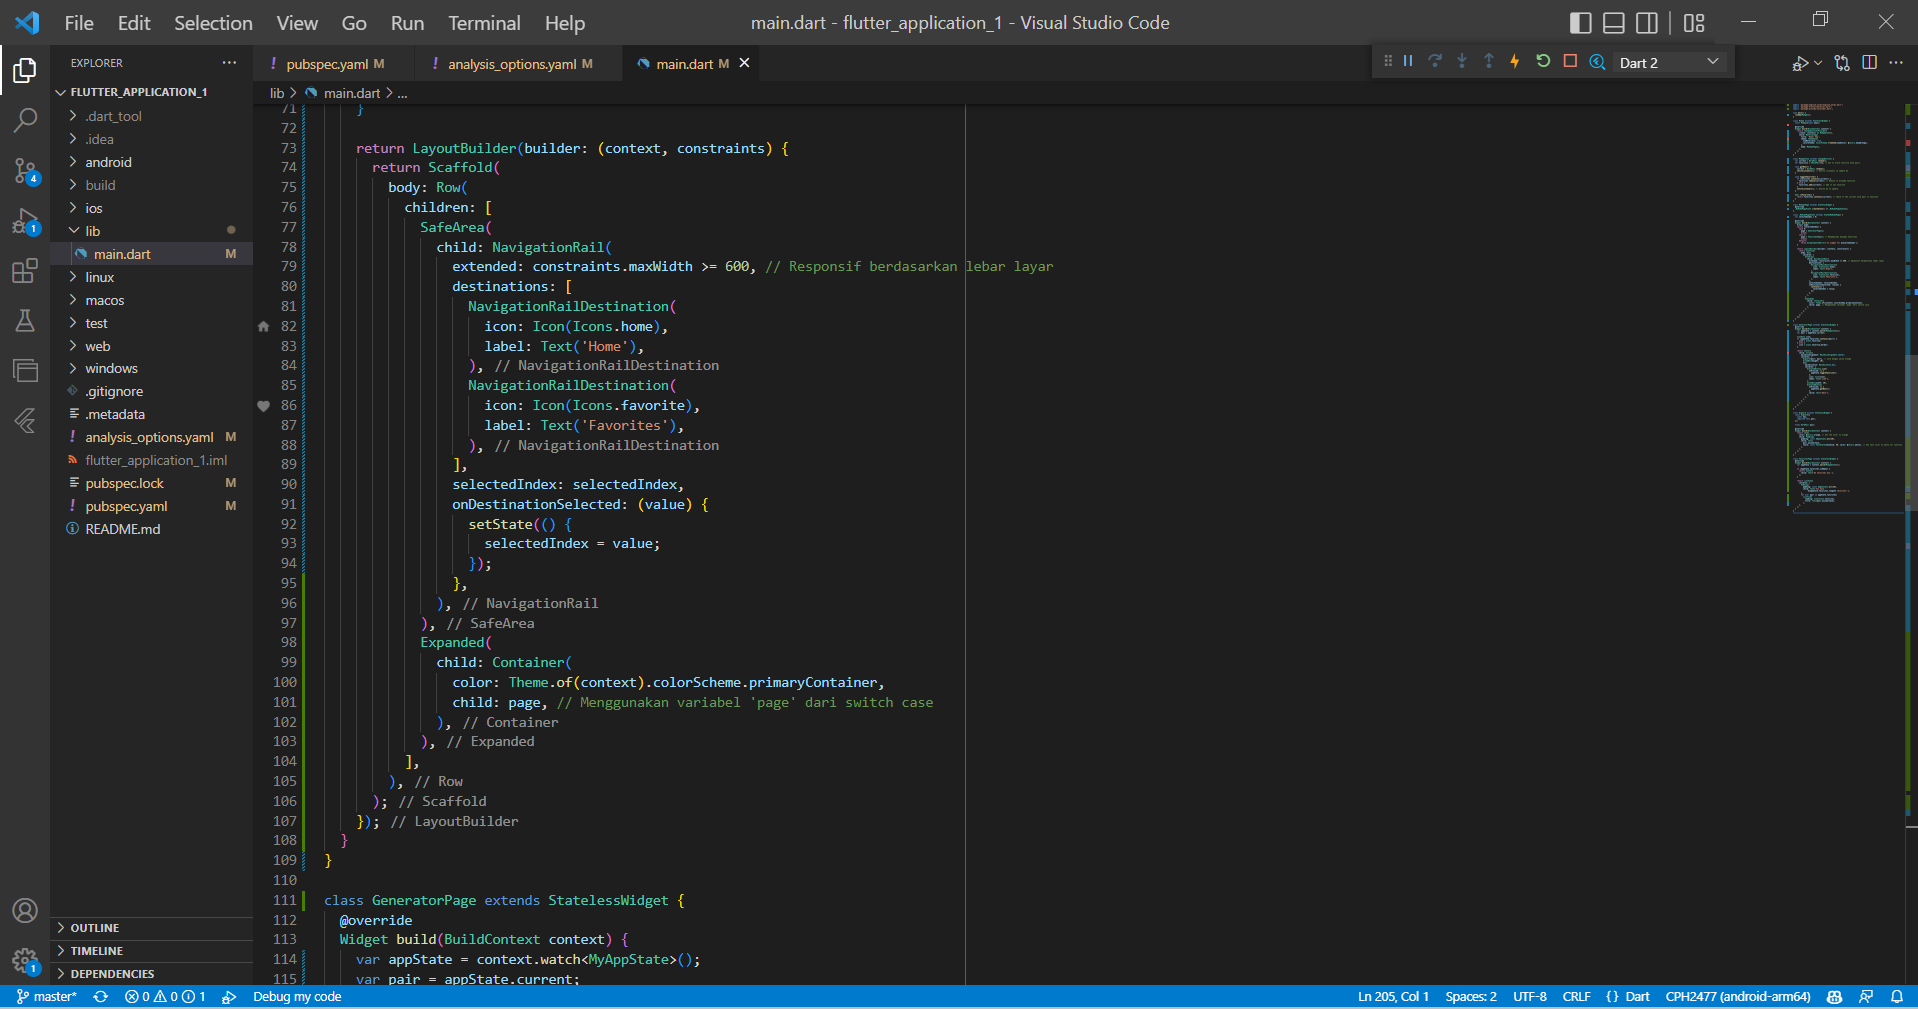 File Edit Selection View Go Run Terminal Help
main.dart - flutter_application_1 - Visual Studio Code
EXPLORER
FLUTTER_APPLICATION_1
.dart_tool
.idea
android
build
ios
lib
main.dart M
linux
macos
test
web
windows
.gitignore
.metadata
analysis_options.yaml M
flutter_application_1.iml
pubspec.lock M
pubspec.yaml M
README.md
OUTLINE
TIMELINE
DEPENDENCIES
4
1
1
! pubspec.yaml M
! analysis_options.yaml M
main.dart M
Dart 2
lib > main.dart > ...
71 }
72
73 return LayoutBuilder(builder: (context, constraints) {
74 return Scaffold(
75 body: Row(
76 children: [
77 SafeArea(
78 child: NavigationRail(
79 extended: constraints.maxWidth >= 600, // Responsif berdasarkan lebar layar
80 destinations: [
81 NavigationRailDestination(
82 icon: Icon(Icons.home),
83 label: Text('Home'),
84 ), // NavigationRailDestination
85 NavigationRailDestination(
86 icon: Icon(Icons.favorite),
87 label: Text('Favorites'),
88 ), // NavigationRailDestination
89 ],
90 selectedIndex: selectedIndex,
91 onDestinationSelected: (value) {
92 setState(() {
93 selectedIndex = value;
94 });
95 },
96 ), // NavigationRail
97 ), // SafeArea
98 Expanded(
99 child: Container(
100 color: Theme.of(context).colorScheme.primaryContainer,
101 child: page, // Menggunakan variabel 'page' dari switch case
102 ), // Container
103 ), // Expanded
104 ],
105 ), // Row
106 ); // Scaffold
107 }); // LayoutBuilder
108 }
109 }
110
111 class GeneratorPage extends StatelessWidget {
112 @override
113 Widget build(BuildContext context) {
114 var appState = context.watch<MyAppState>();
115 var pair = appState.current;
master* 0 0 1 Debug my code
Ln 205, Col 1 Spaces: 2 UTF-8 CRLF {} Dart CPH2477 (android-arm64)